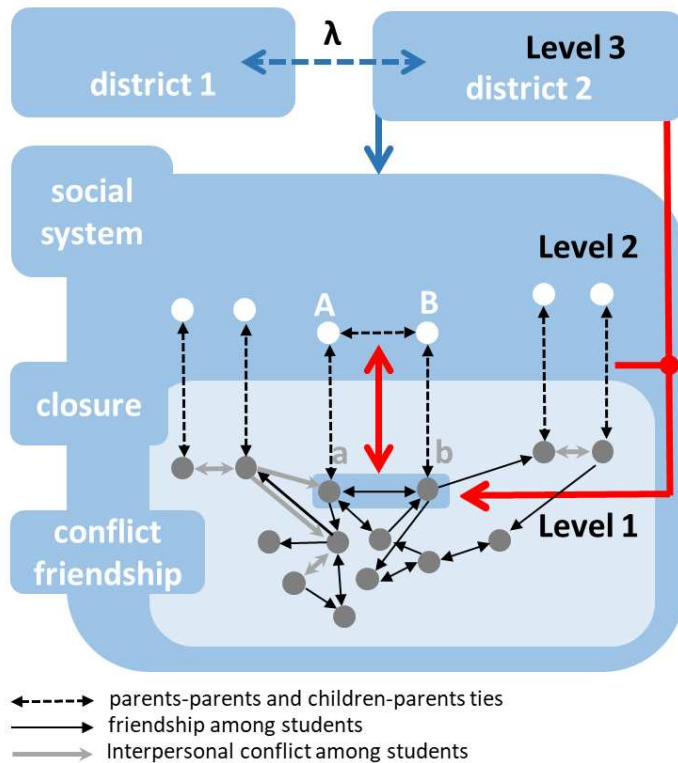 λ
Level 3
district 1
district 2
social
system
Level 2
A
B
closure
a
b
conflict
friendship
Level 1
parents-parents and children-parents ties
friendship among students
Interpersonal conflict among students